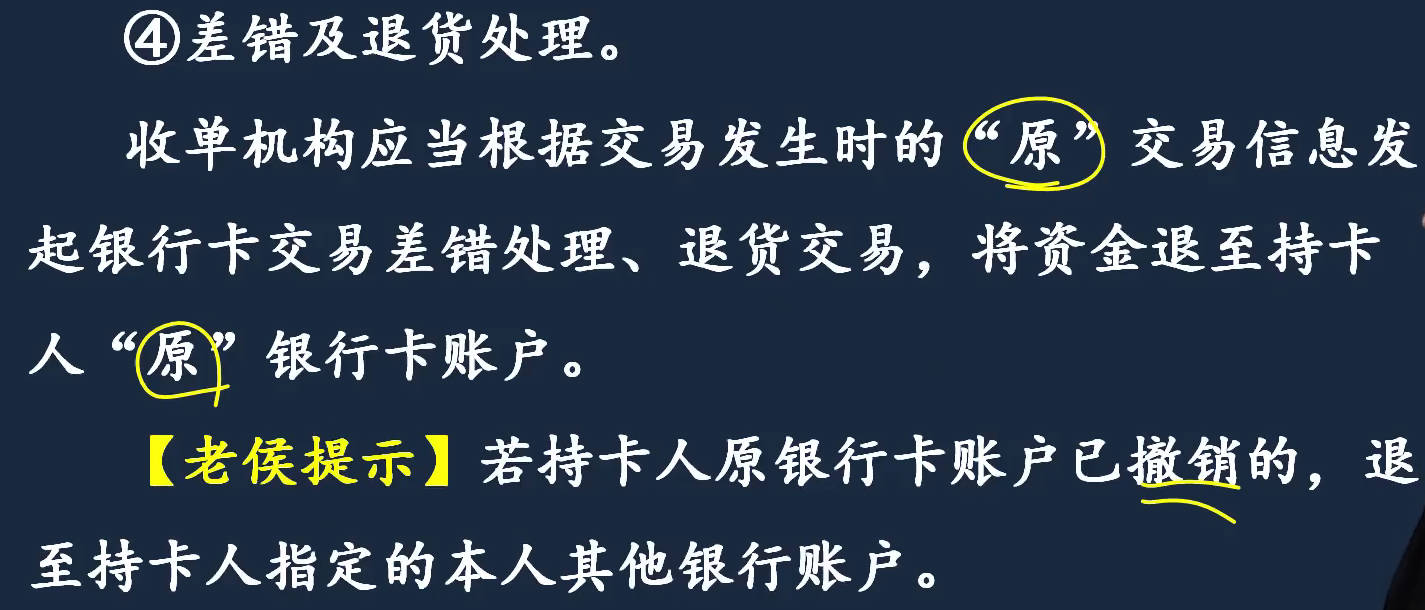 ④差错及退货处理。
收单机构应当根据交易发生时的“原”交易信息发
起银行卡交易差错处理、退货交易，将资金退至持卡
人“原”银行卡账户。
【老侯提示】若持卡人原银行卡账户已撤销的，退
至持卡人指定的本人其他银行账户。